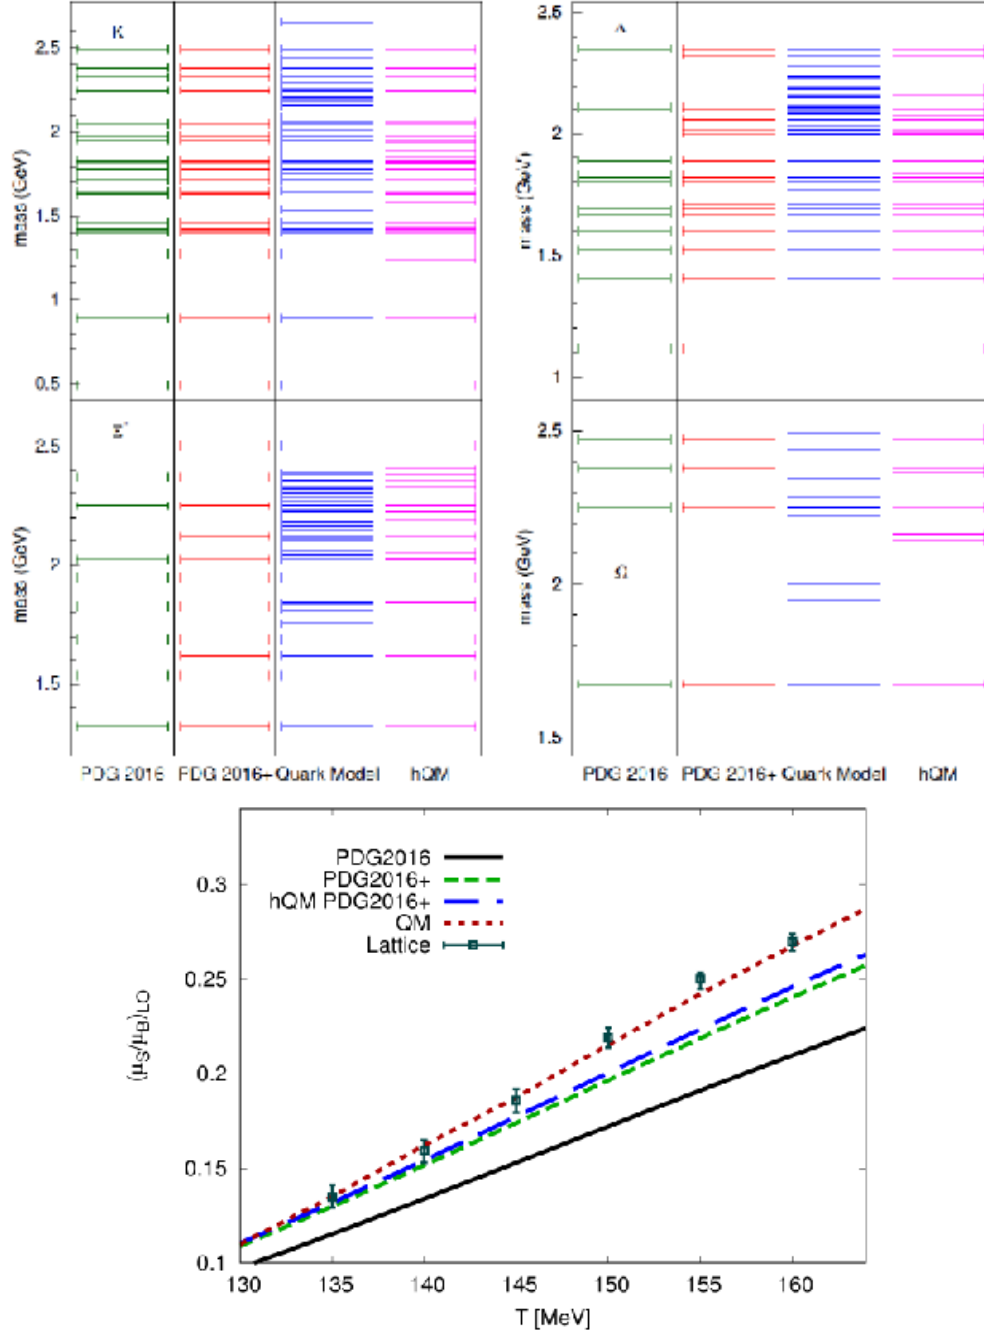 K
2.5
2
1.5
1
0.5
mass (GeV)
Λ
2.5
2
1.5
1
mass (GeV)
2.5
2
1.5
mass (GeV)
PDG 2016 PDG 2016+ Quark Model hQM
2.5
2
1.5
mass (GeV)
Ω
PDG 2016 PDG 2016+ Quark Model hQM
PDG2016
PDG2016+
hQM PDG2016+
QM
Lattice
0.3
0.25
0.2
0.15
0.1
(μS/μB)LO
130 135 140 145 150 155 160
T [MeV]